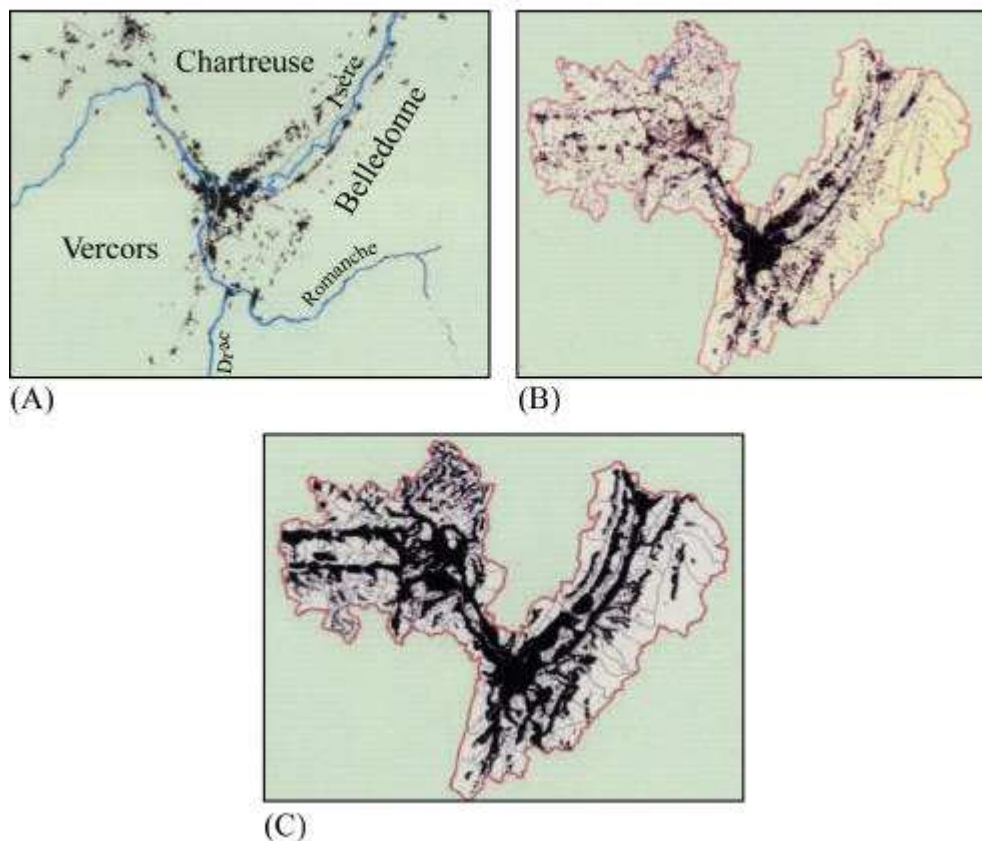 Chartreuse
Isère
Belledonne
Vercors
Romanche
Drac
(A)
(B)
(C)